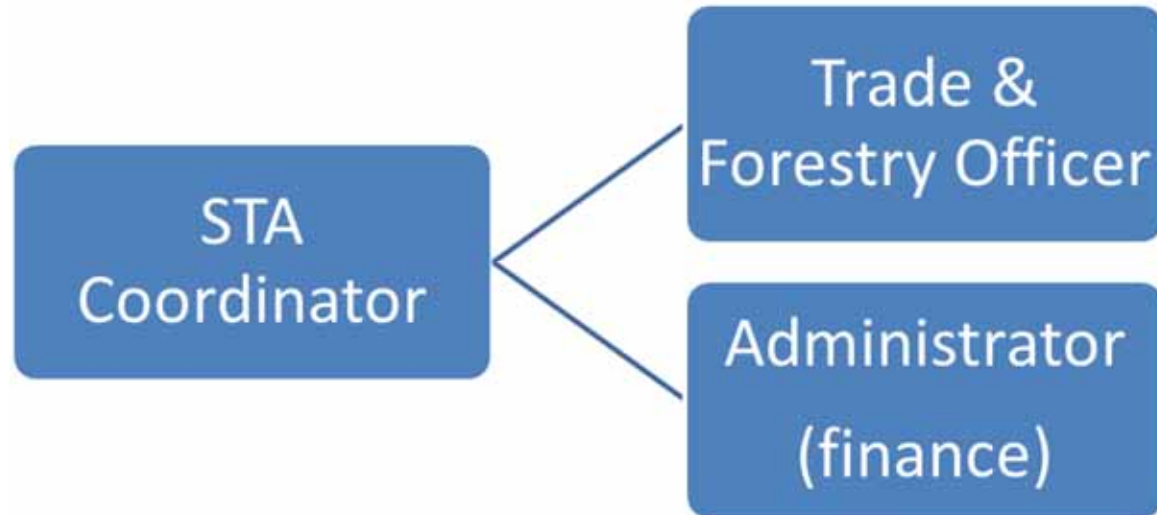 STA
Coordinator
Trade &
Forestry Officer
Administrator
(finance)